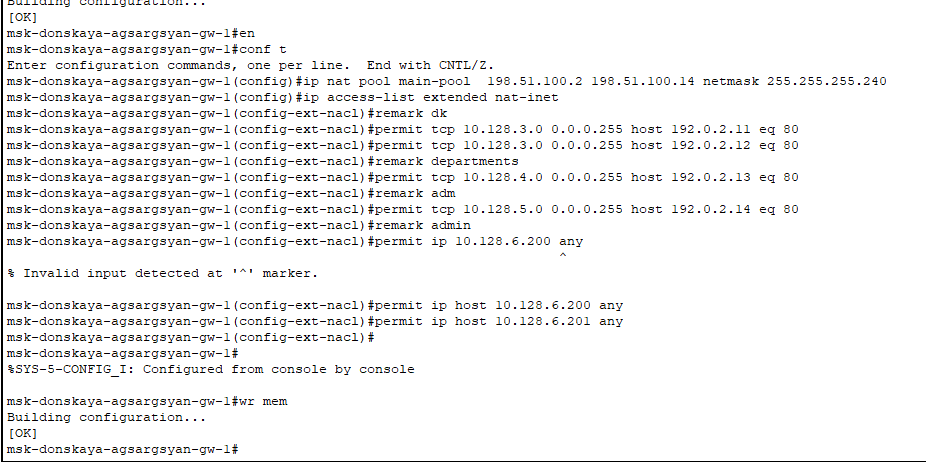 Building configuration...
[OK]
msk-donskaya-agsargsyan-gw-1#en
msk-donskaya-agsargsyan-gw-1#conf t
Enter configuration commands, one per line.  End with CNTL/Z.
msk-donskaya-agsargsyan-gw-1(config)#ip nat pool main-pool  198.51.100.2 198.51.100.14 netmask 255.255.255.240
msk-donskaya-agsargsyan-gw-1(config)#ip access-list extended nat-inet
msk-donskaya-agsargsyan-gw-1(config-ext-nacl)#remark dk
msk-donskaya-agsargsyan-gw-1(config-ext-nacl)#permit tcp 10.128.3.0 0.0.0.255 host 192.0.2.11 eq 80
msk-donskaya-agsargsyan-gw-1(config-ext-nacl)#permit tcp 10.128.3.0 0.0.0.255 host 192.0.2.12 eq 80
msk-donskaya-agsargsyan-gw-1(config-ext-nacl)#remark departments
msk-donskaya-agsargsyan-gw-1(config-ext-nacl)#permit tcp 10.128.4.0 0.0.0.255 host 192.0.2.13 eq 80
msk-donskaya-agsargsyan-gw-1(config-ext-nacl)#remark adm
msk-donskaya-agsargsyan-gw-1(config-ext-nacl)#permit tcp 10.128.5.0 0.0.0.255 host 192.0.2.14 eq 80
msk-donskaya-agsargsyan-gw-1(config-ext-nacl)#remark admin
msk-donskaya-agsargsyan-gw-1(config-ext-nacl)#permit ip 10.128.6.200 any
^
% Invalid input detected at '^' marker.
msk-donskaya-agsargsyan-gw-1(config-ext-nacl)#permit ip host 10.128.6.200 any
msk-donskaya-agsargsyan-gw-1(config-ext-nacl)#permit ip host 10.128.6.201 any
msk-donskaya-agsargsyan-gw-1(config-ext-nacl)#
msk-donskaya-agsargsyan-gw-1#
%SYS-5-CONFIG_I: Configured from console by console
msk-donskaya-agsargsyan-gw-1#wr mem
Building configuration...
[OK]
msk-donskaya-agsargsyan-gw-1#